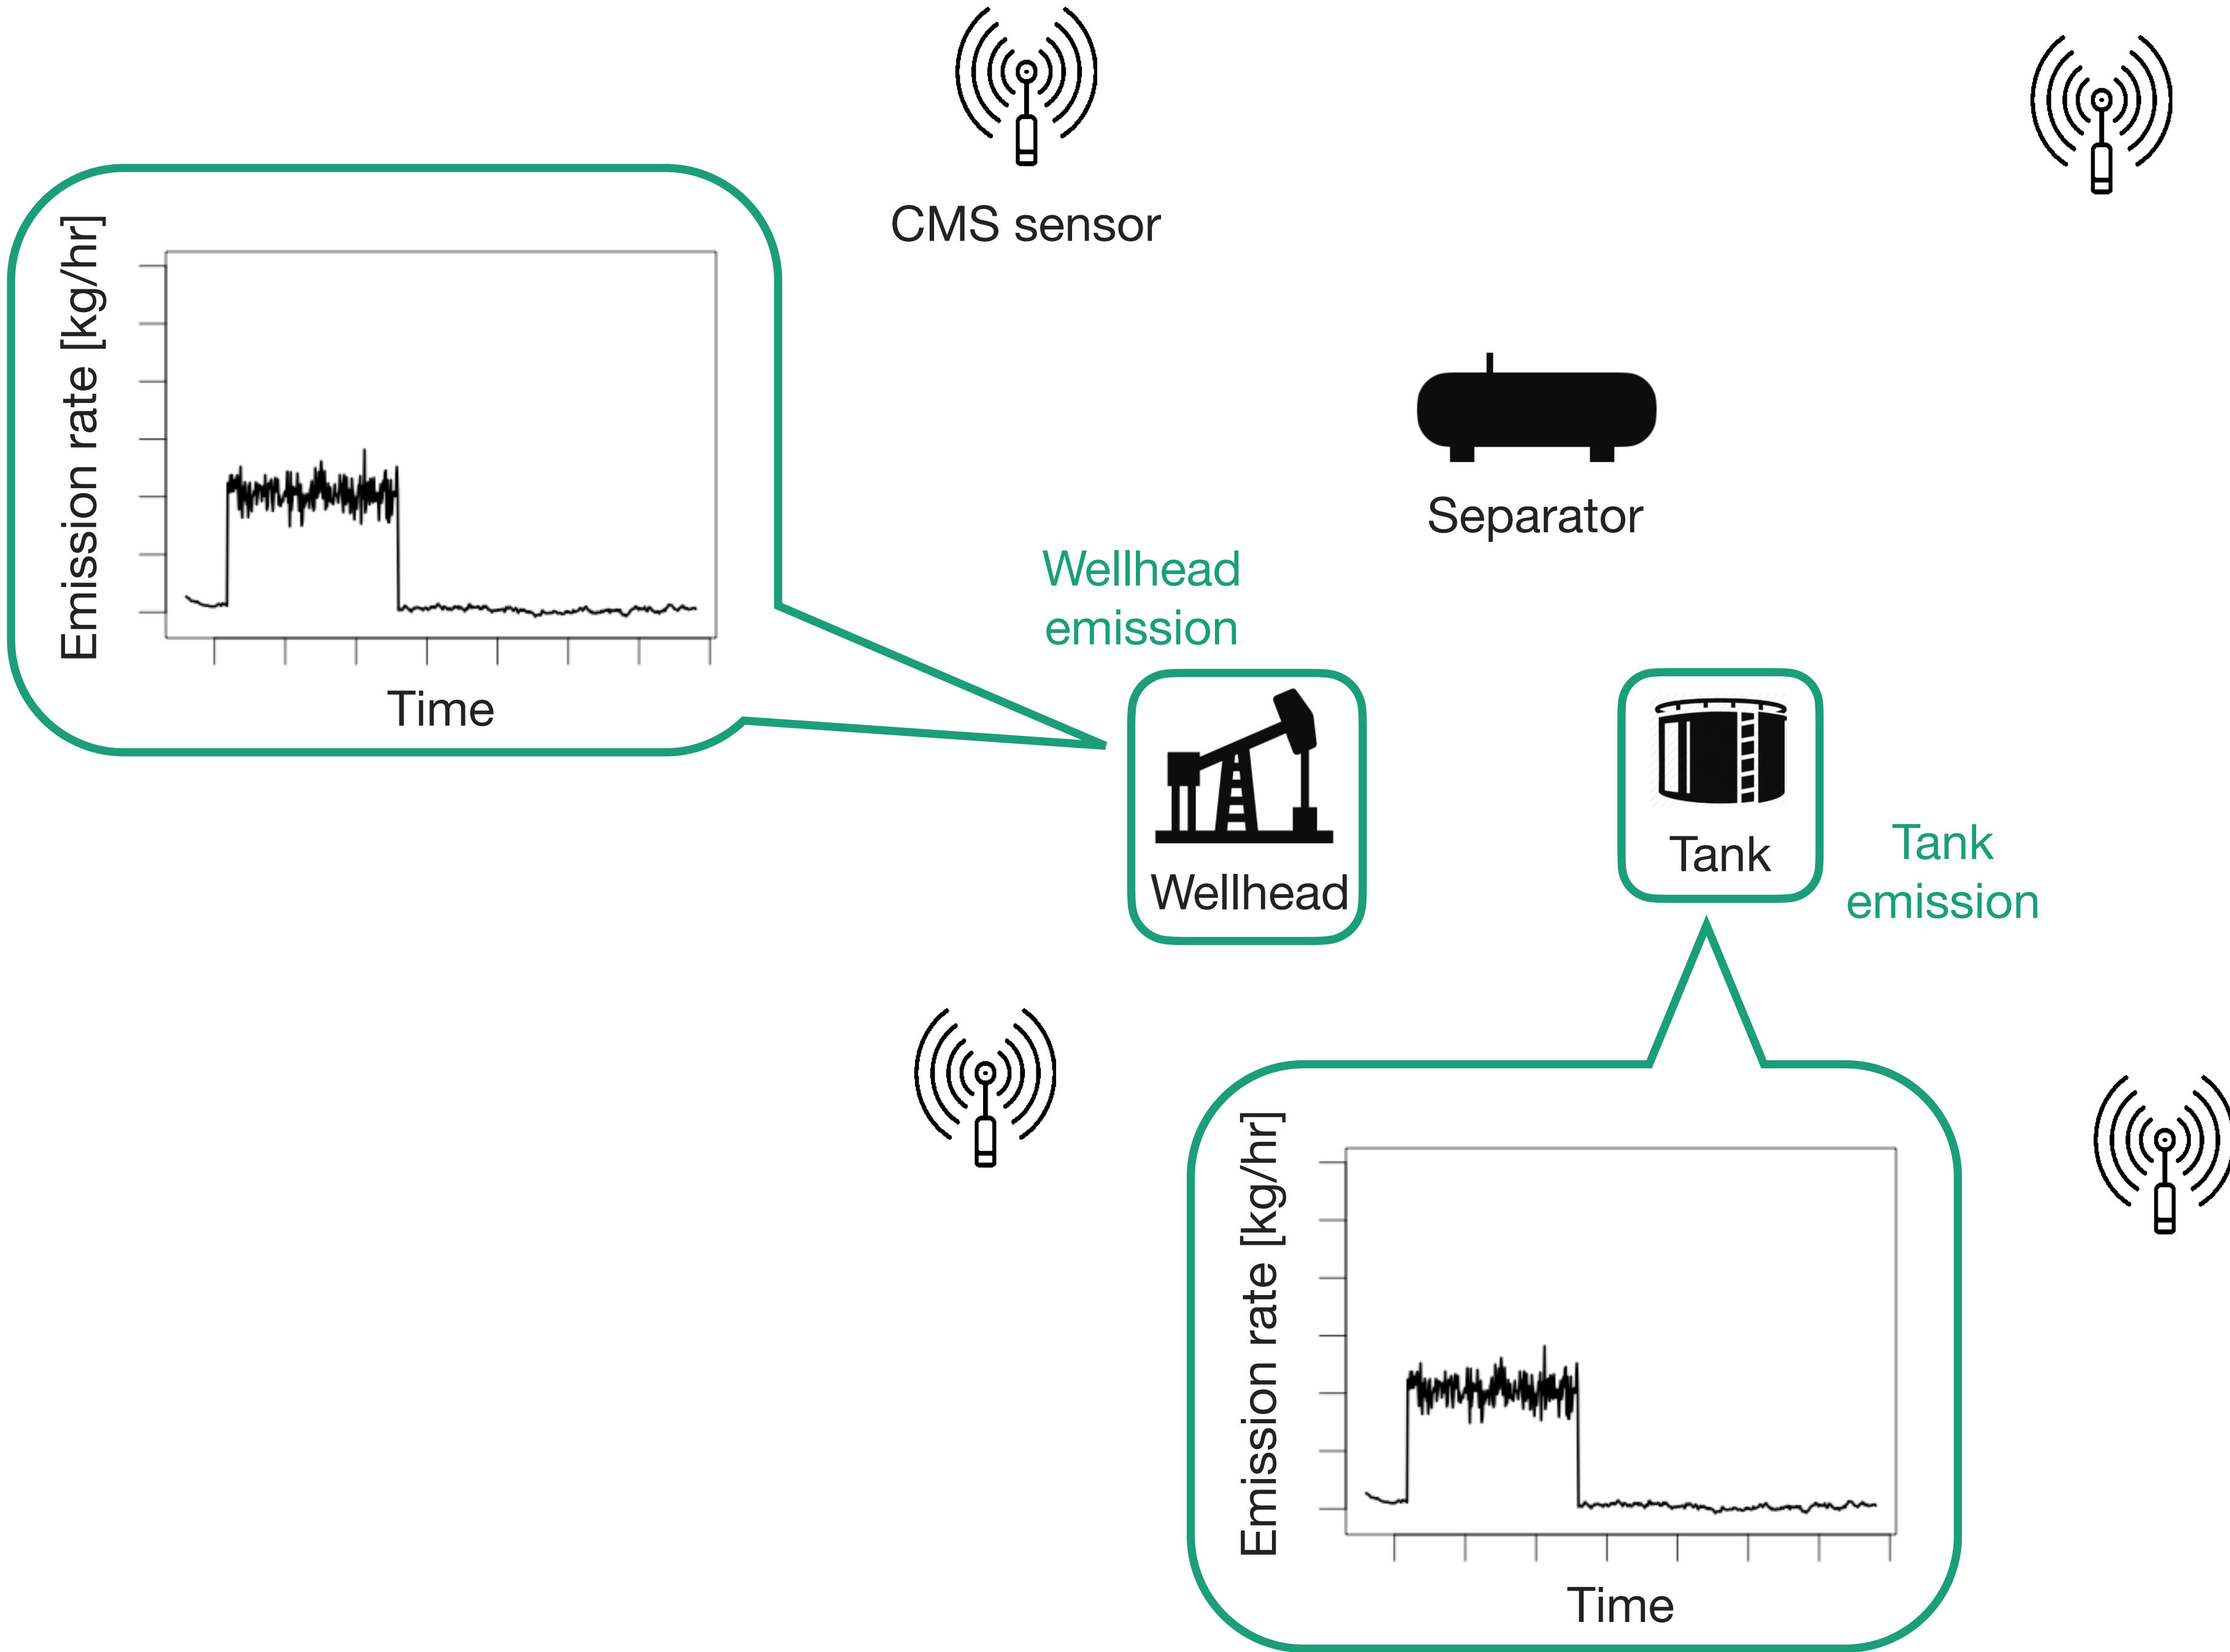 CMS sensor
Emission rate [kg/hr]
Time
Separator
Wellhead
emission
Wellhead
Tank
Tank
emission
Emission rate [kg/hr]
Time